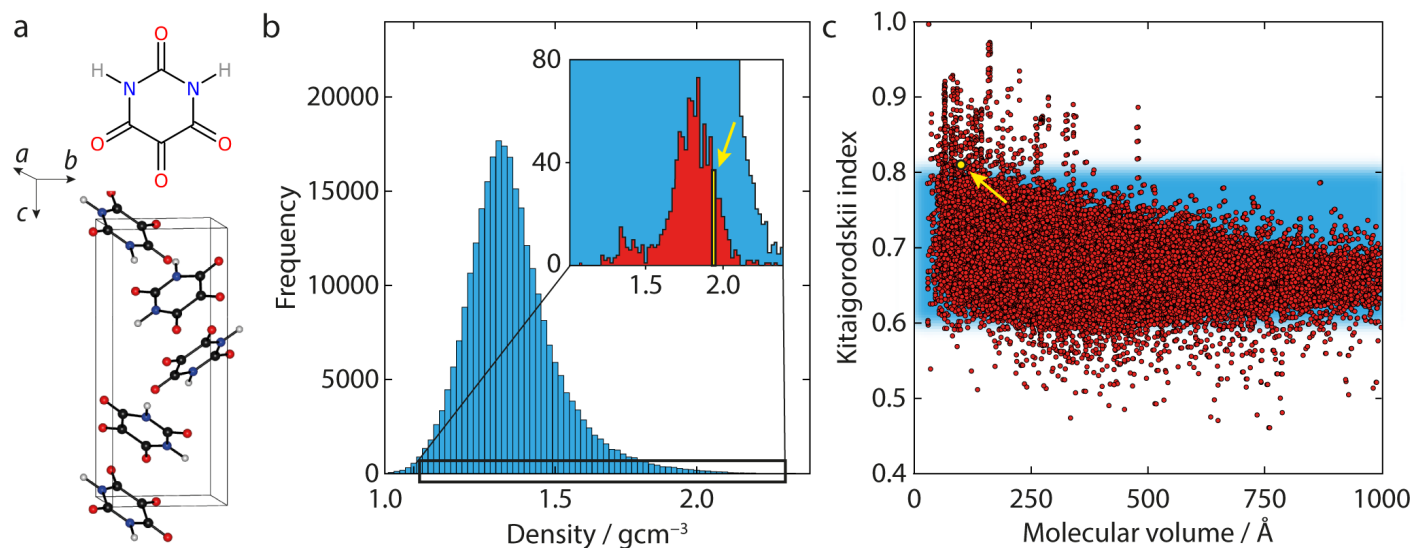 a
O
H
H
N
N
O
O
O
a
b
c
b
Frequency
20000
15000
10000
5000
0
1.0
1.5
2.0
Density / gcm⁻³
80
40
0
1.5
2.0
c
Kitaigorodskii index
1.0
0.9
0.8
0.7
0.6
0.5
0.4
0
250
500
750
1000
Molecular volume / Å